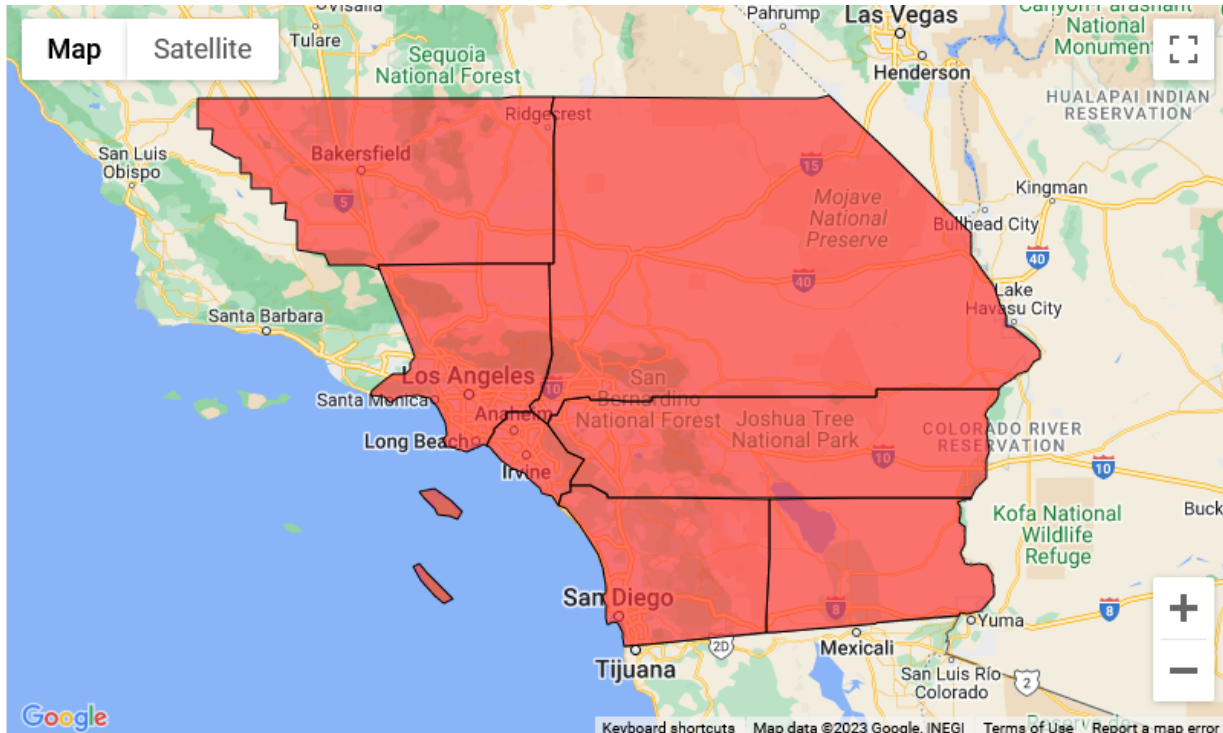 Visalia
Tulare
Pahrump
Las Vegas
Canyon Parashant
National
Monument
Map
Satellite
Sequoia
National Forest
Henderson
HUALAPAI INDIAN
RESERVATION
Ridgecrest
San Luis
Obispo
Bakersfield
15
Kingman
5
Mojave
National
Preserve
Bullhead City
40
40
Lake
Havasu City
Santa Barbara
Los Angeles
10
San
Bernardino
National Forest
Santa Monica
Anaheim
Joshua Tree
National Park
COLORADO RIVER
RESERVATION
Long Beach
10
10
Irvine
Kofa National
Wildlife
Refuge
Buck
San Diego
8
8
Yuma
2D
Mexicali
Tijuana
San Luis Río
Colorado
2
Google
Reserva de
Keyboard shortcuts
Map data ©2023 Google, INEGI
Terms of Use
Report a map error